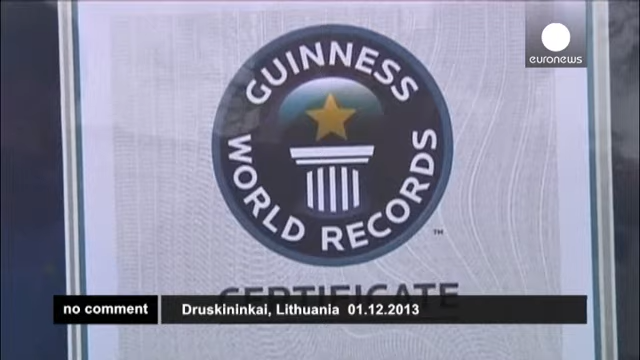 euronews
GUINNESS
WORLD RECORDS
™
CERTIFICATE
no comment
Druskininkai, Lithuania 01.12.2013